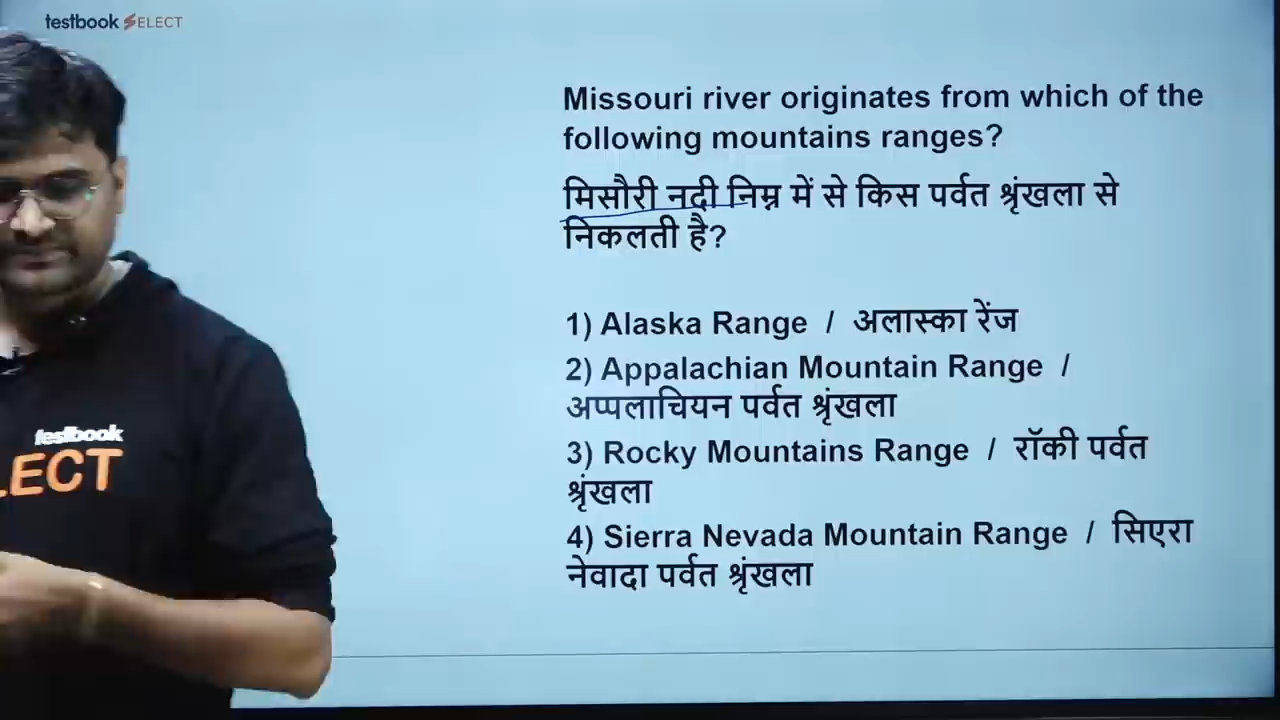 testbook SELECT
Missouri river originates from which of the
following mountains ranges?
मिसौरी नदी निम्न में से किस पर्वत श्रृंखला से
निकलती है?
1) Alaska Range / अलास्का रेंज
2) Appalachian Mountain Range /
अप्पलाचियन पर्वत श्रृंखला
3) Rocky Mountains Range / रॉकी पर्वत
श्रृंखला
4) Sierra Nevada Mountain Range / सिएरा
नेवादा पर्वत श्रृंखला
testbook
LECT